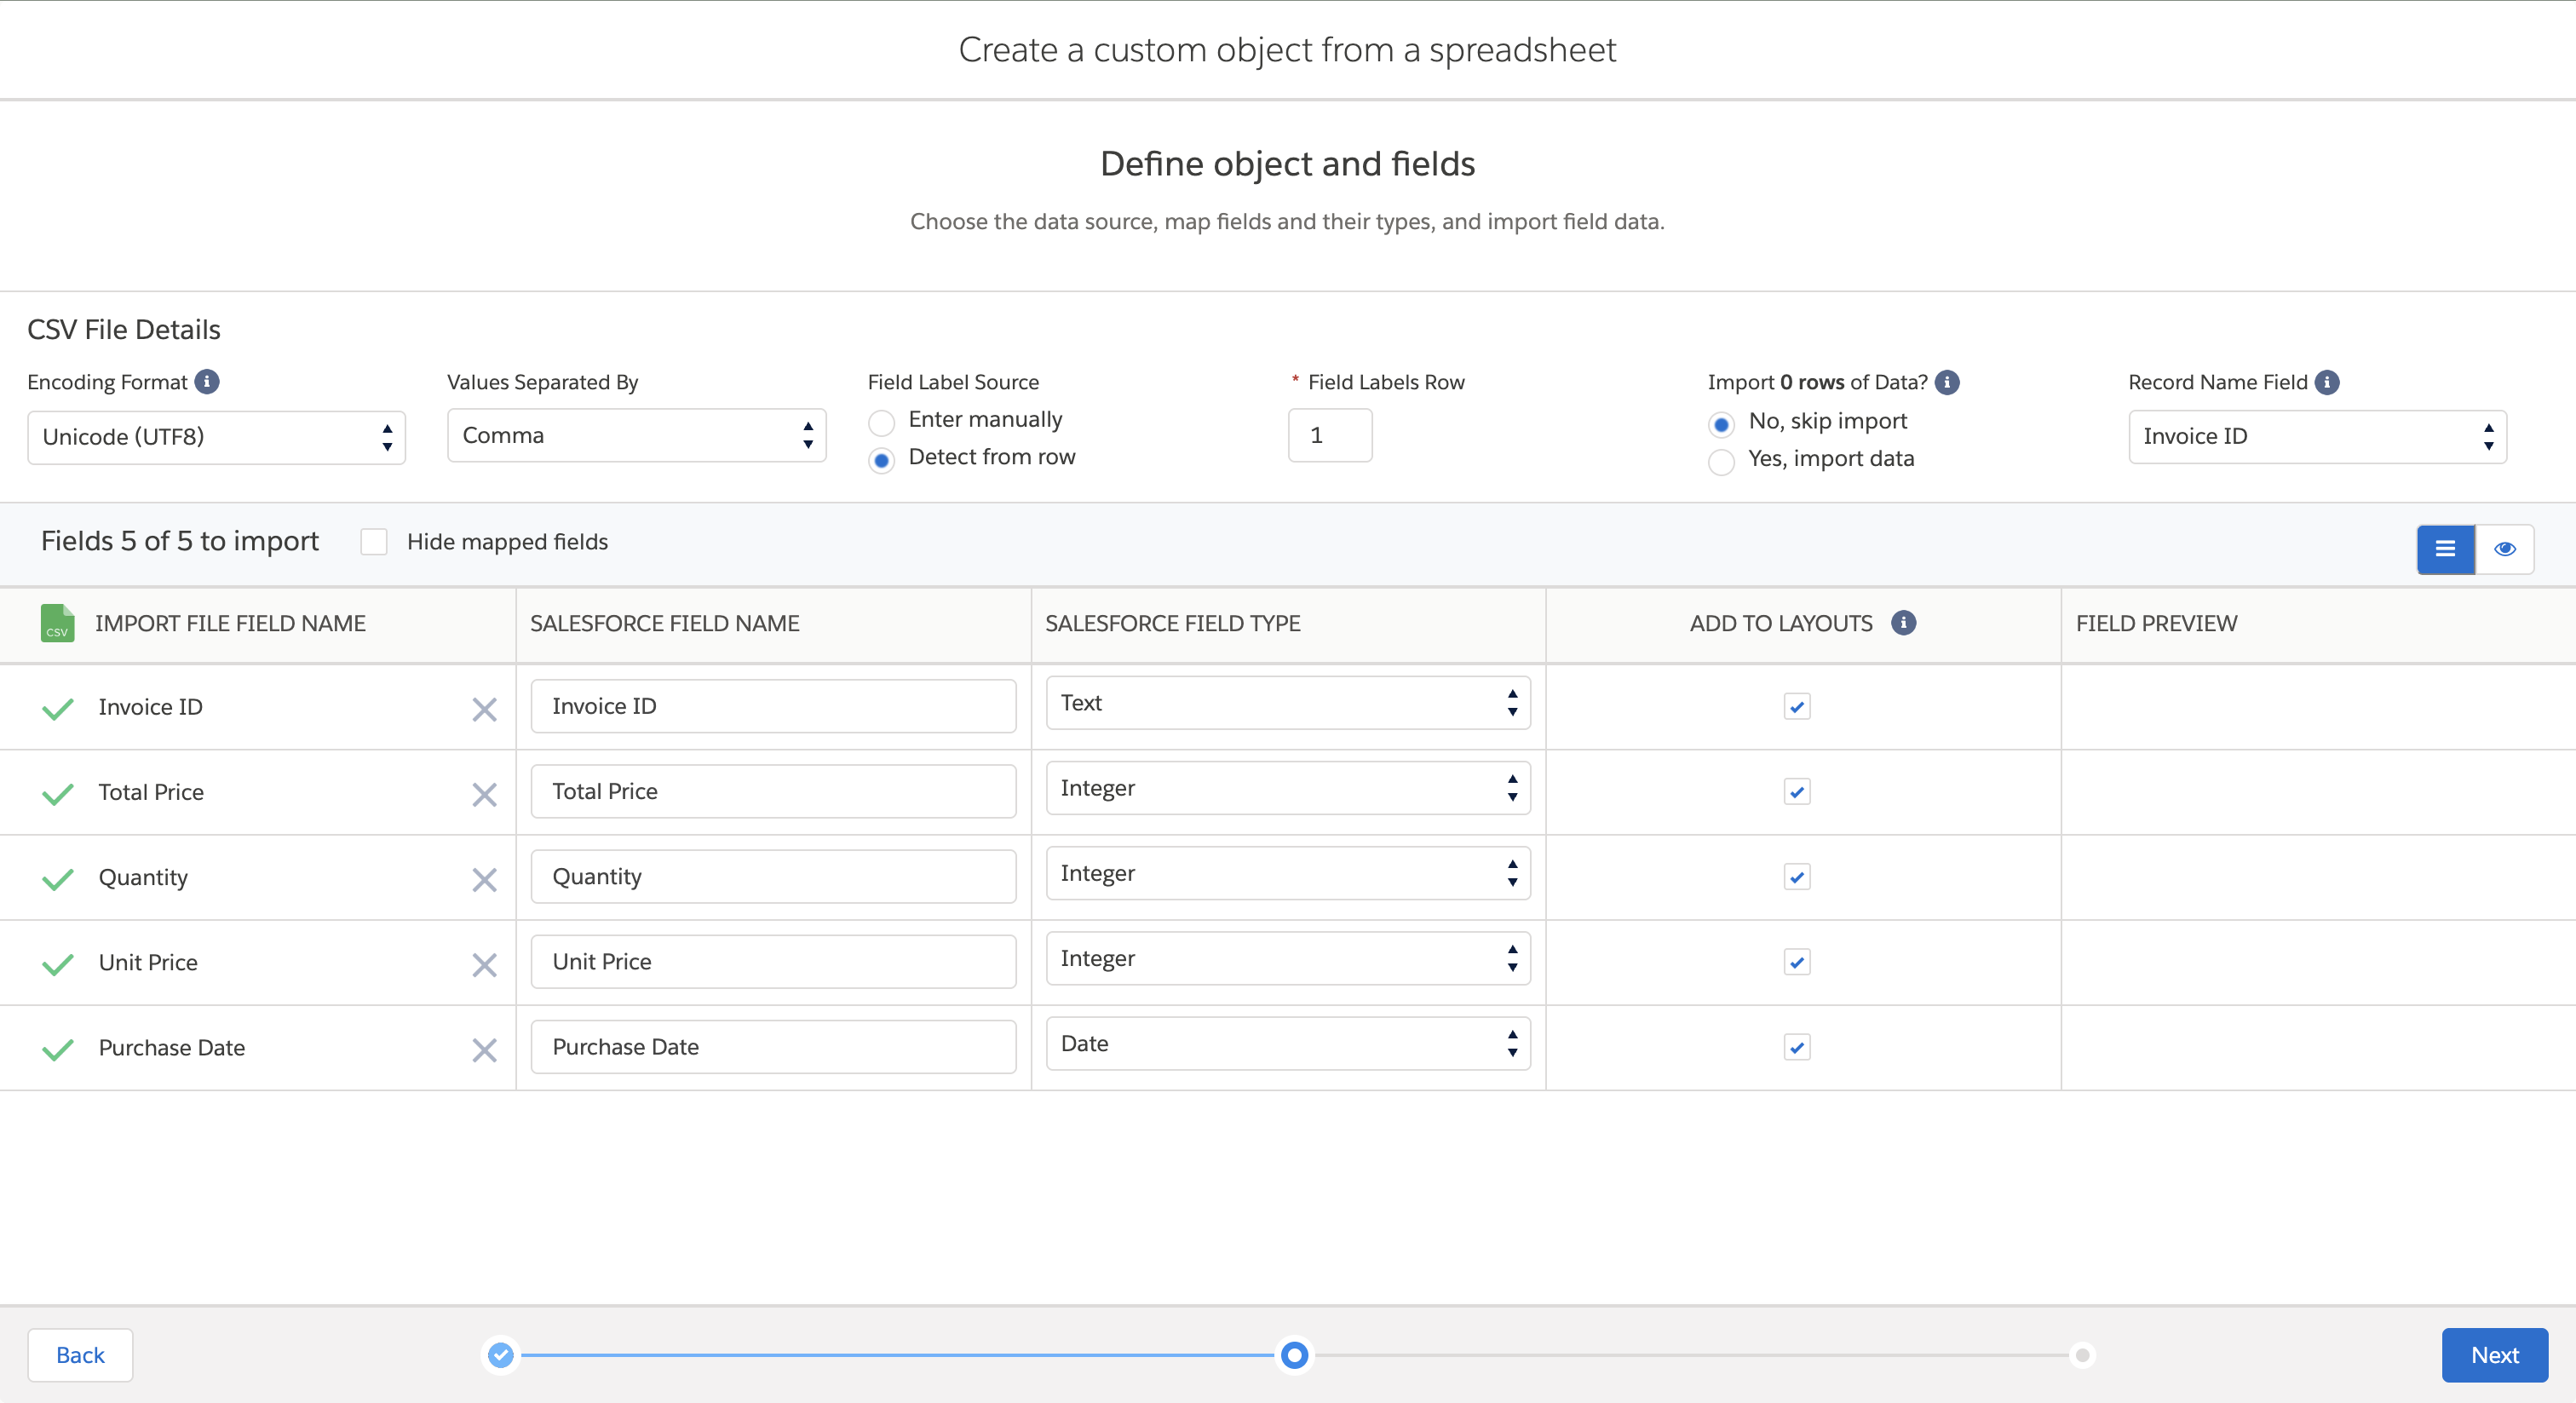 Create a custom object from a spreadsheet
Define object and fields
Choose the data source, map fields and their types, and import field data.
CSV File Details
Encoding Format
Unicode (UTF8)
Values Separated By
Comma
Field Label Source
Enter manually
Detect from row
* Field Labels Row
1
Import 0 rows of Data?
No, skip import
Yes, import data
Record Name Field
Invoice ID
Fields 5 of 5 to import
Hide mapped fields
CSV IMPORT FILE FIELD NAME SALESFORCE FIELD NAME SALESFORCE FIELD TYPE ADD TO LAYOUTS FIELD PREVIEW
Invoice ID Invoice ID Text
Total Price Total Price Integer
Quantity Quantity Integer
Unit Price Unit Price Integer
Purchase Date Purchase Date Date
Back Next